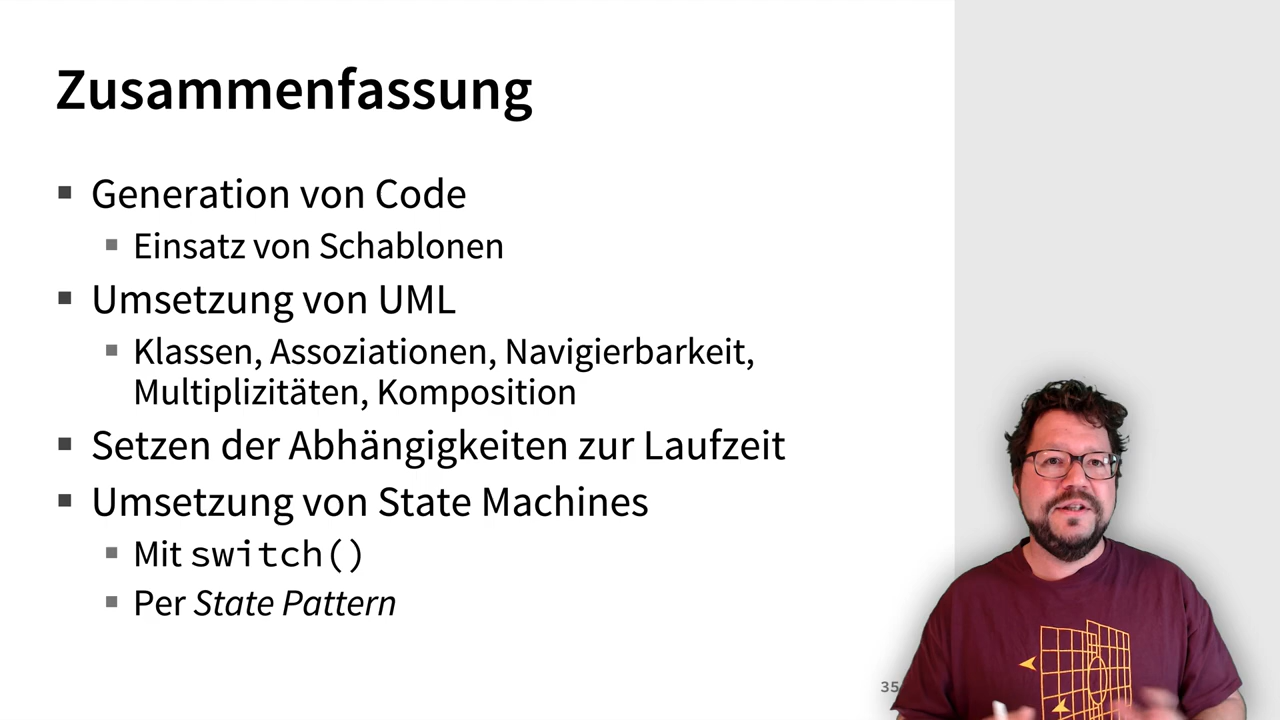 Zusammenfassung
Generation von Code
Einsatz von Schablonen
Umsetzung von UML
Klassen, Assoziationen, Navigierbarkeit,
Multiplizitäten, Komposition
Setzen der Abhängigkeiten zur Laufzeit
Umsetzung von State Machines
Mit switch()
Per State Pattern
35